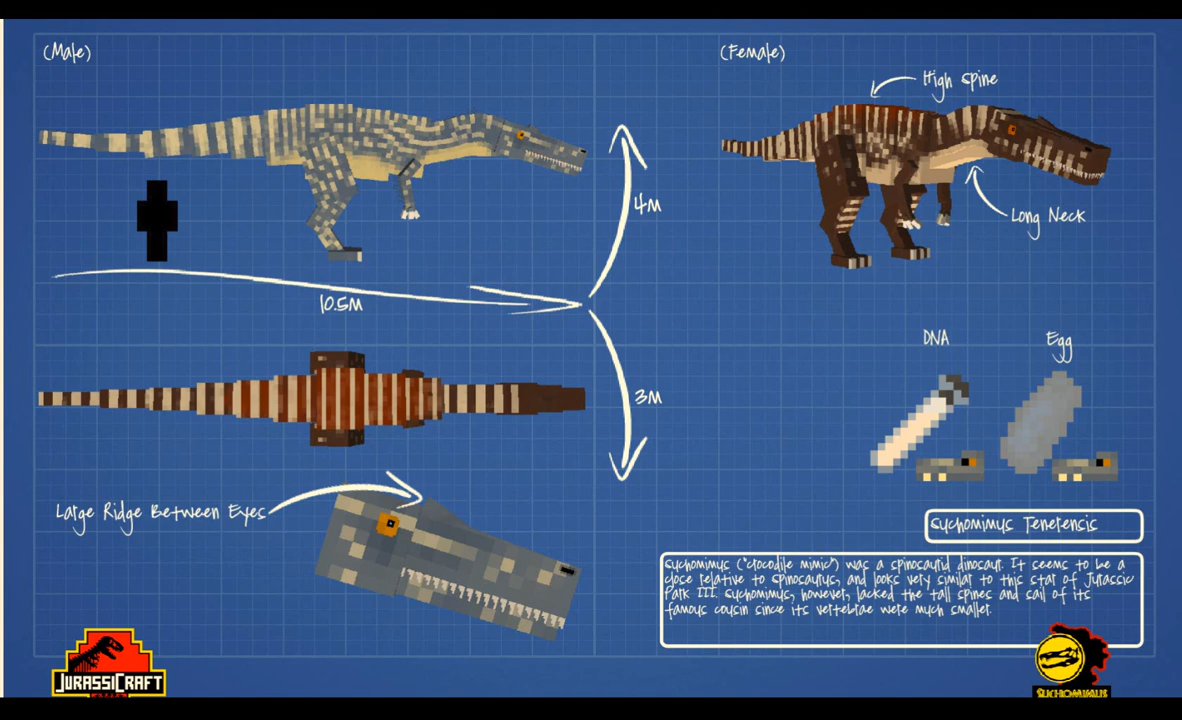 (Male)
(Female)
High Spine
4M
Long Neck
10.5M
DNA
Egg
3M
Large Ridge Between Eyes
Suchomimus Tenerensis
Suchomimus ("crocodile mimic") was a spinosaurid dinosaur. It seems to be a
close relative to Spinosaurus, and looks very similar to this star of Jurassic
Park III. Suchomimus, however, lacked the tall spines and sail of its
famous cousin since its vertebrae were much smaller.
JURASSICRAFT
SUCHOMIMUS